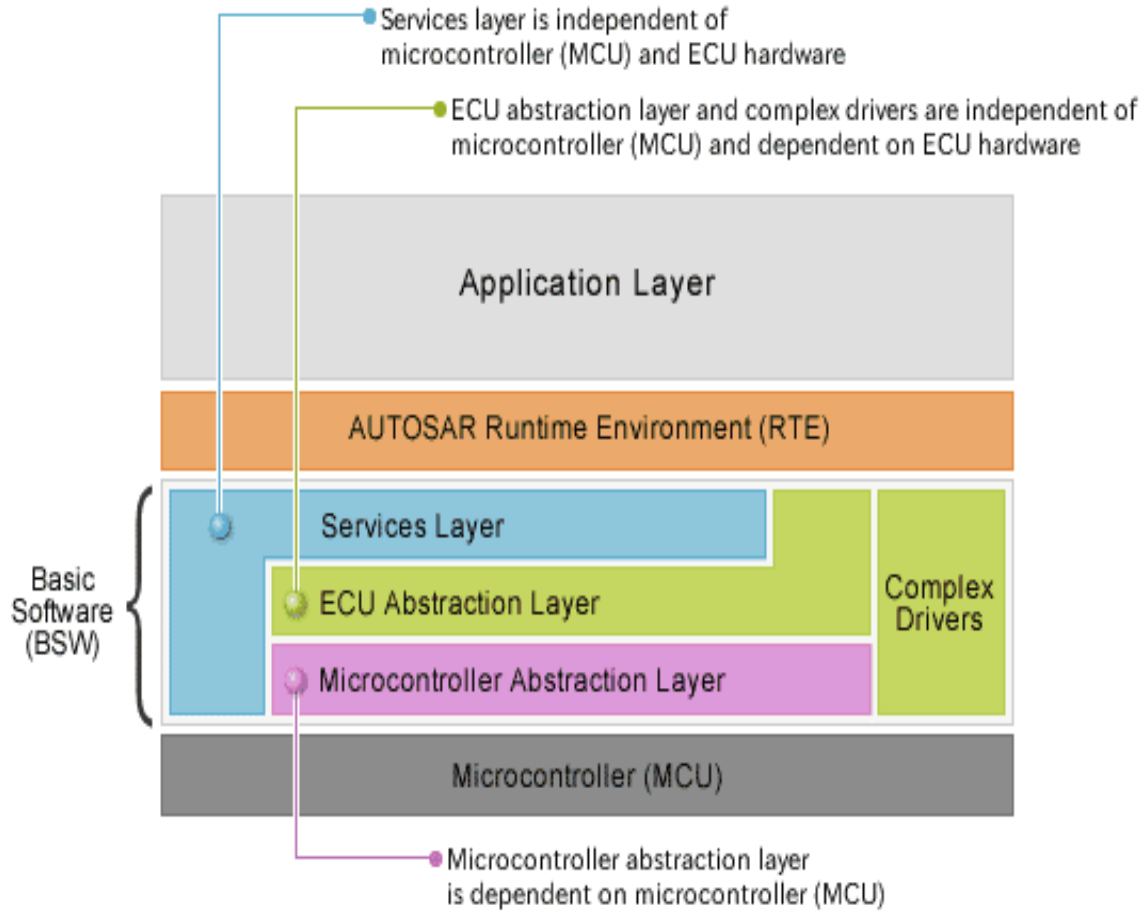 Services layer is independent of
microcontroller (MCU) and ECU hardware
ECU abstraction layer and complex drivers are independent of
microcontroller (MCU) and dependent on ECU hardware
Application Layer
AUTOSAR Runtime Environment (RTE)
Basic
Software
(BSW)
Services Layer
ECU Abstraction Layer
Microcontroller Abstraction Layer
Complex
Drivers
Microcontroller (MCU)
Microcontroller abstraction layer
is dependent on microcontroller (MCU)